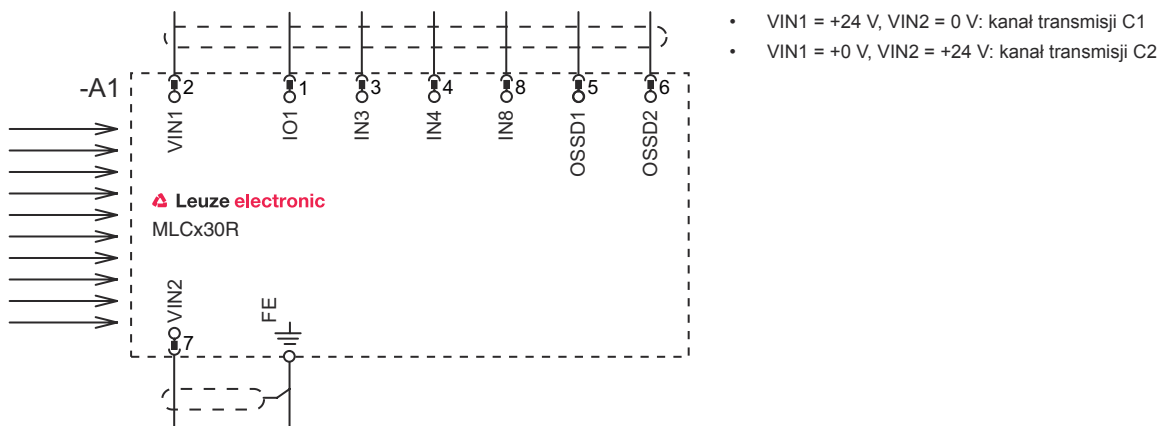 • VIN1 = +24 V, VIN2 = 0 V: kanał transmisji C1
• VIN1 = +0 V, VIN2 = +24 V: kanał transmisji C2
-A1
2 1 3 4 8 5 6
VIN1 IO1 IN3 IN4 IN8 OSSD1 OSSD2
Leuze electronic
MLCx30R
VIN2 FE
7